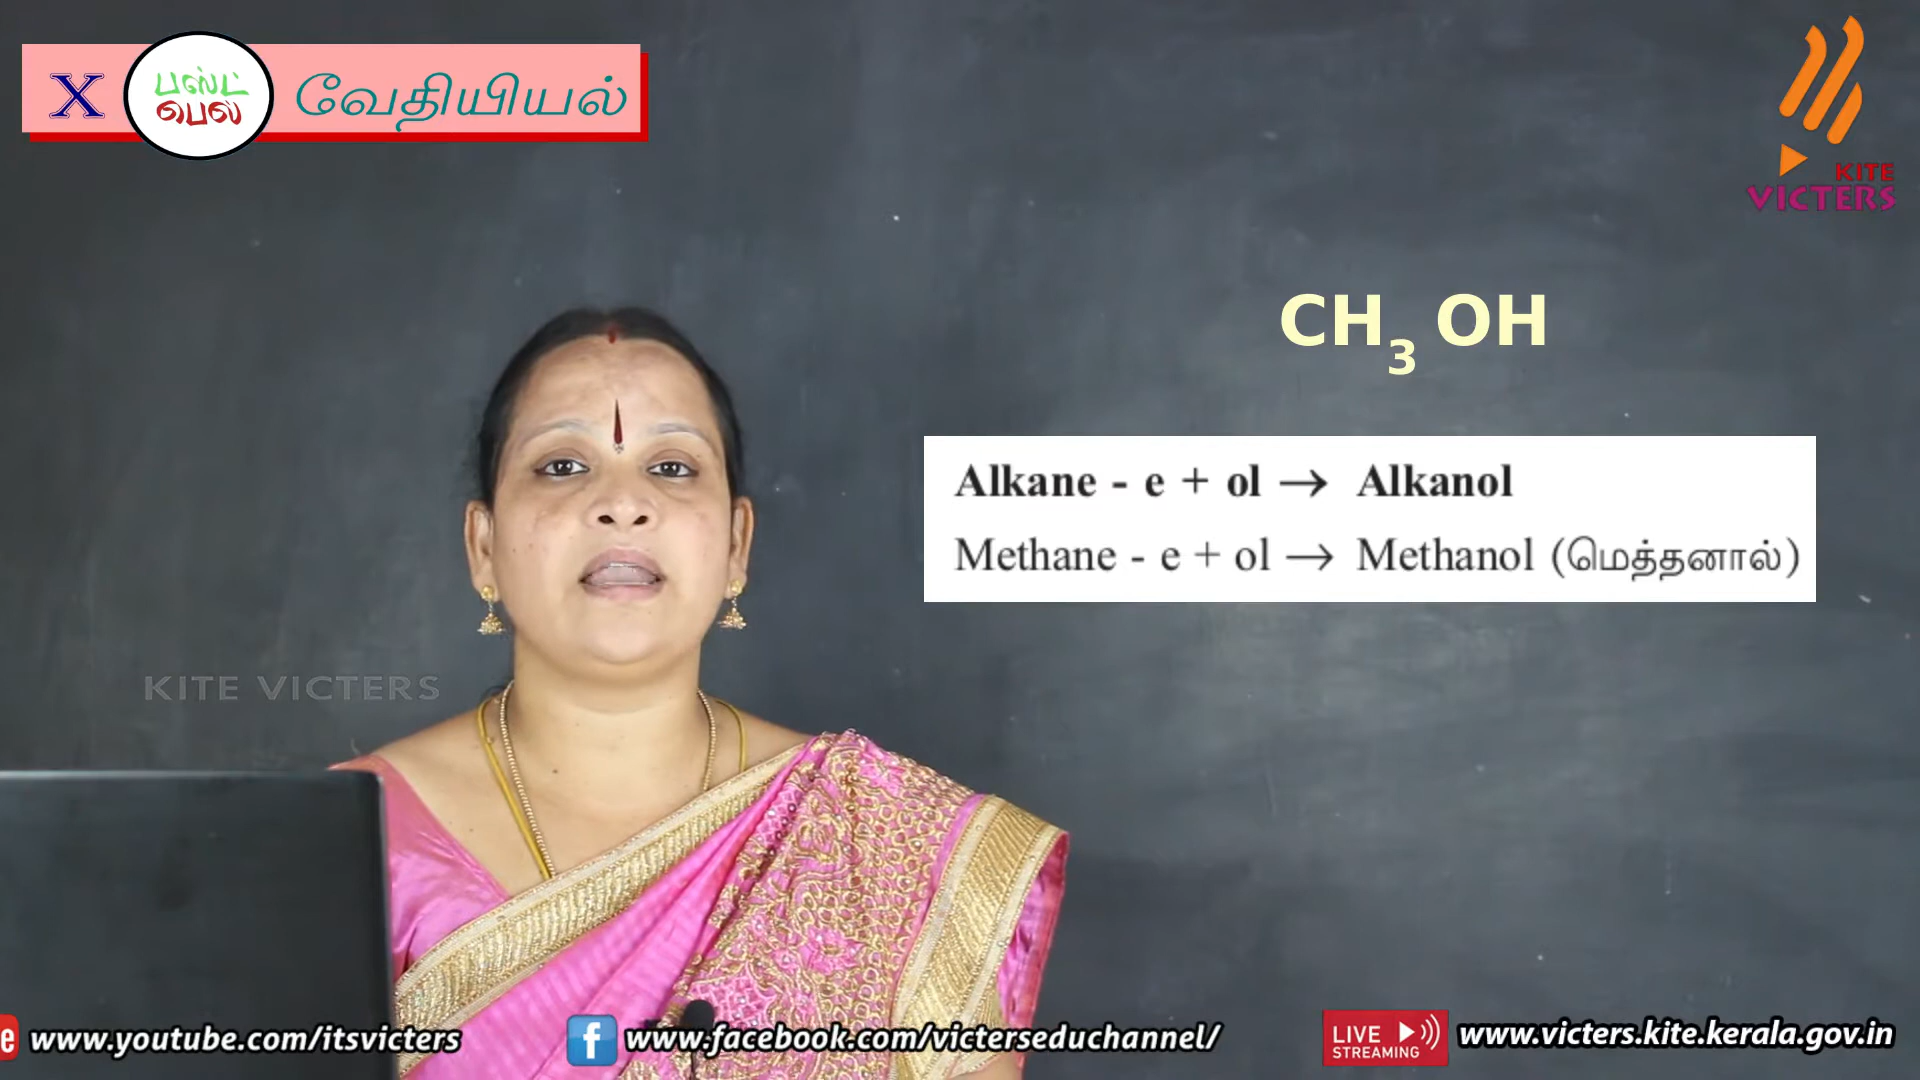 X பஸ்ட் பெல் வேதியியல்
KITE
VICTERS
CH₃ OH
Alkane - e + ol → Alkanol
Methane - e + ol → Methanol (மெத்தனால்)
KITE VICTERS
www.youtube.com/itsvicters
f www.facebook.com/victerseduchannel/
LIVE STREAMING www.victers.kite.kerala.gov.in